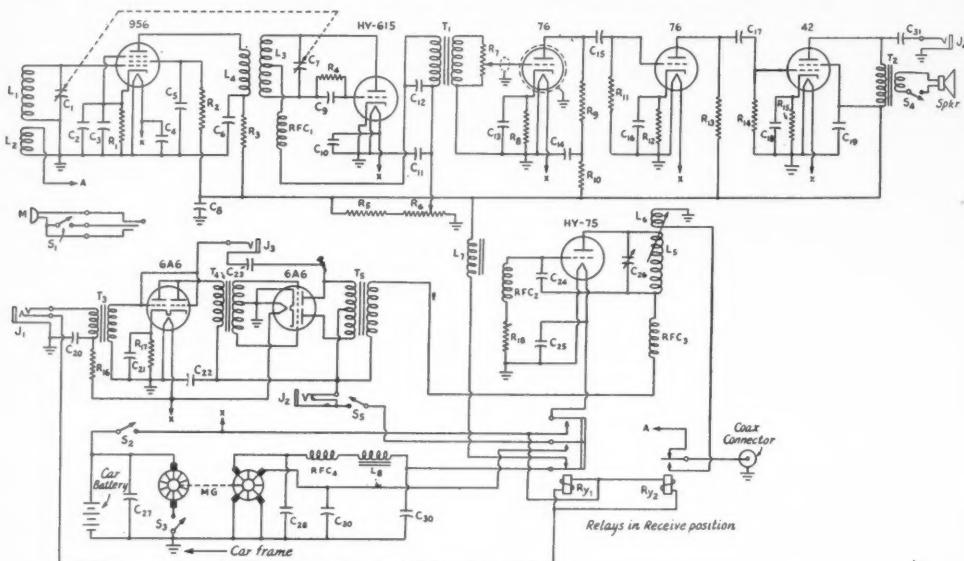 956
HY-615
T1
76
76
C17
42
C31
J4
L1
C1
L2
C2
C3
R1
C5
X
C4
R2
L4
C6
R3
L3
C7
R4
C9
RFC1
C10
X
C12
C11
R7
C13
R8
X
C14
C15
R9
R10
R11
C16
R12
X
R13
R14
C18
R15
X
C19
T2
S4
Spkr
A
C8
R5
R6
M
S1
L7
HY-75
L6
L5
C26
C24
RFC2
C25
R18
RFC3
6A6
J3
C23
6A6
T3
T4
T5
J1
C20
R16
R17
C21
C22
X
J2
S5
S2
X
Car Battery
C27
S3
MG
RFC4
L8
C28
C30
C30
Car frame
Ry1
Ry2
A
Coax Connector
Relays in Receive position